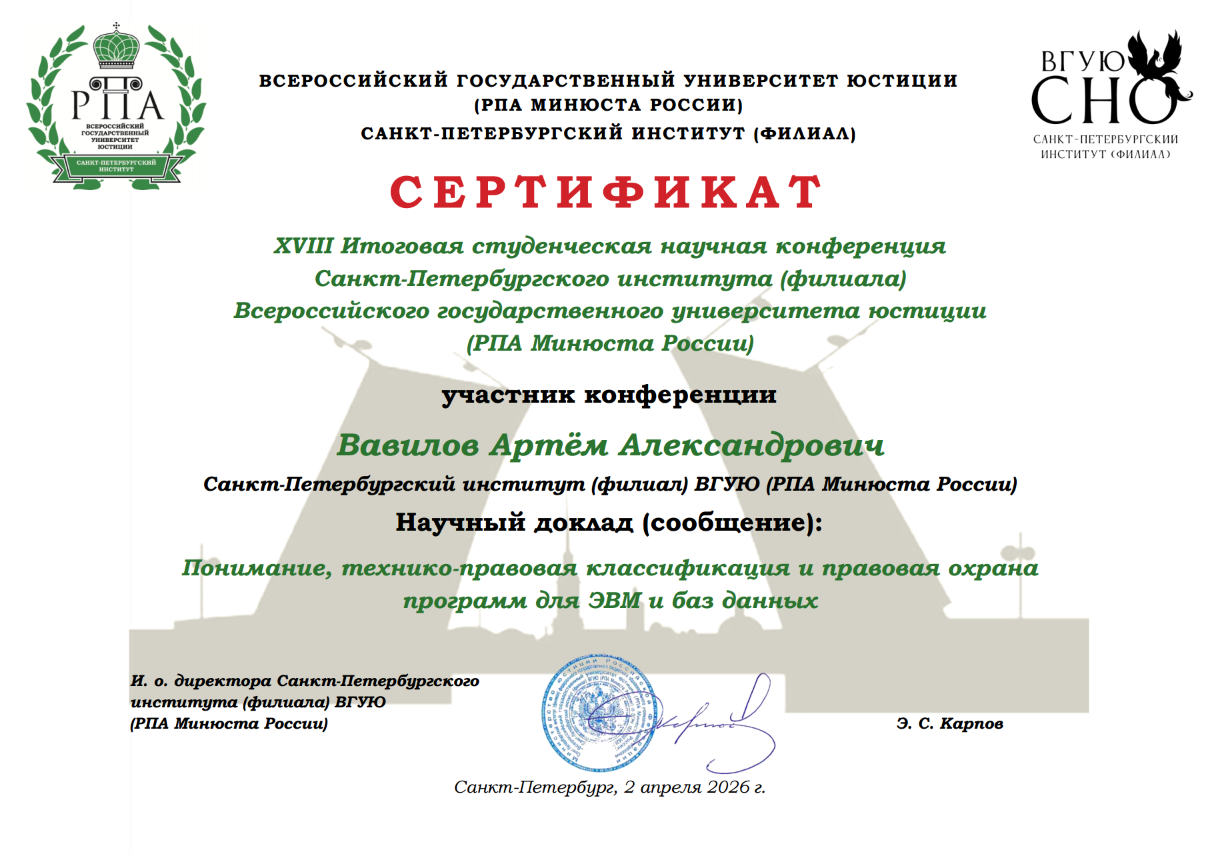 РПА
ВСЕРОССИЙСКИЙ
ГОСУДАРСТВЕННЫЙ
УНИВЕРСИТЕТ
ЮСТИЦИИ
САНКТ-ПЕТЕРБУРГСКИЙ
ИНСТИТУТ
ВСЕРОССИЙСКИЙ ГОСУДАРСТВЕННЫЙ УНИВЕРСИТЕТ ЮСТИЦИИ
(РПА МИНЮСТА РОССИИ)
САНКТ-ПЕТЕРБУРГСКИЙ ИНСТИТУТ (ФИЛИАЛ)
ВГУЮ
СНО
САНКТ-ПЕТЕРБУРГСКИЙ
ИНСТИТУТ (ФИЛИАЛ)
СЕРТИФИКАТ
XVIII Итоговая студенческая научная конференция
Санкт-Петербургского института (филиала)
Всероссийского государственного университета юстиции
(РПА Минюста России)
участник конференции
Вавилов Артём Александрович
Санкт-Петербургский институт (филиал) ВГУЮ (РПА Минюста России)
Научный доклад (сообщение):
Понимание, технико-правовая классификация и правовая охрана
программ для ЭВМ и баз данных
И. о. директора Санкт-Петербургского
института (филиала) ВГУЮ
(РПА Минюста России)
Э. С. Карпов
Санкт-Петербург, 2 апреля 2026 г.